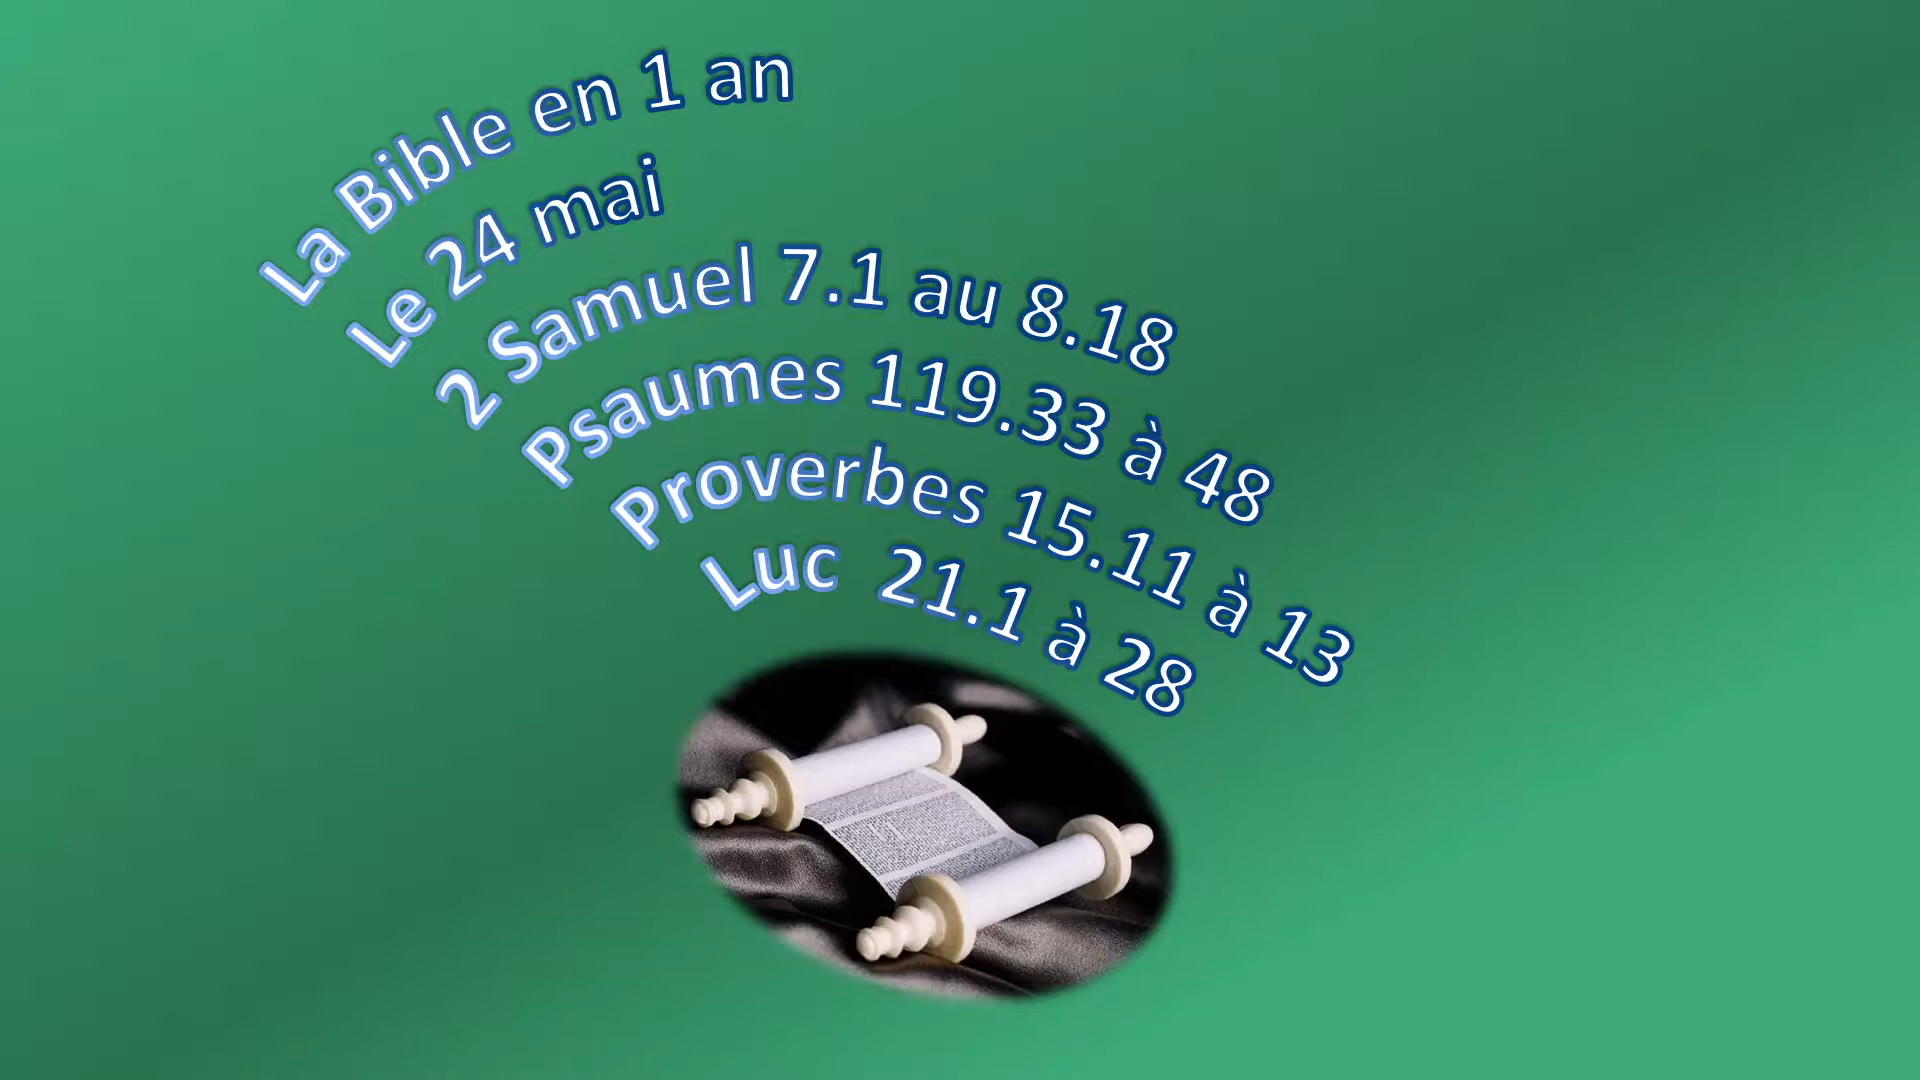 La Bible en 1 an
Le 24 mai
2 Samuel 7.1 au 8.18
Psaumes 119.33 à 48
Proverbes 15.11 à 13
Luc 21.1 à 28